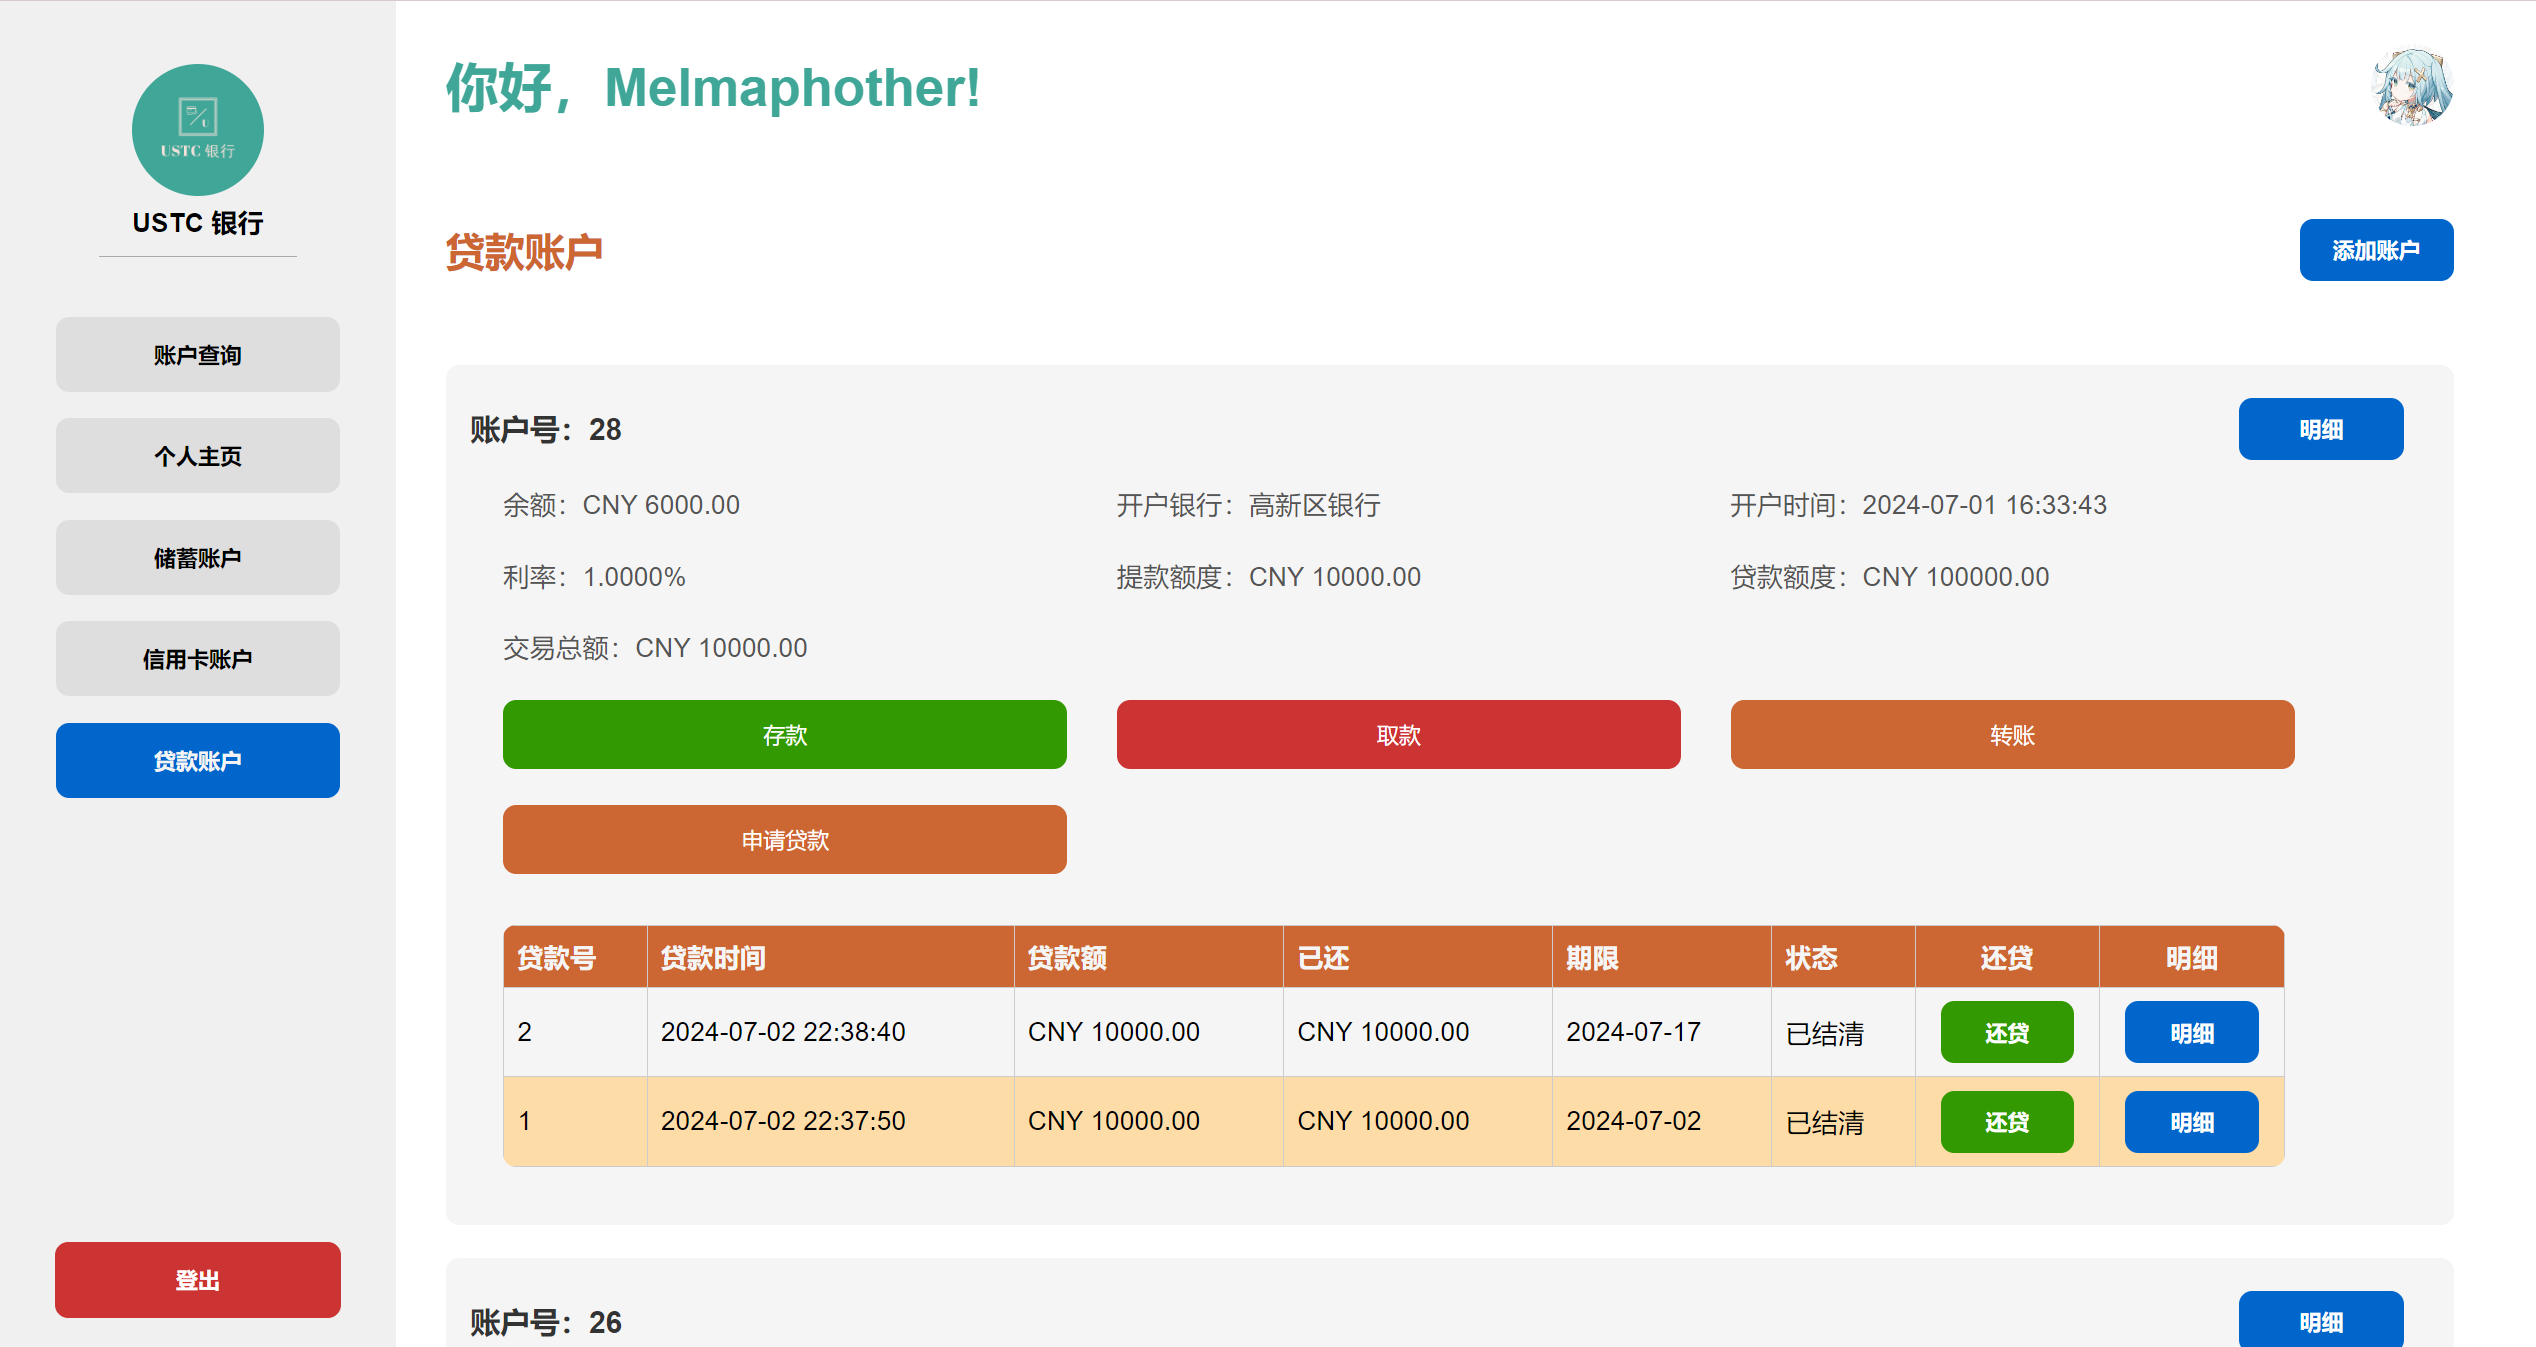 USTC 银行
USTC 银行
账户查询
个人主页
储蓄账户
信用卡账户
贷款账户
登出
你好，Melmaphother!
贷款账户
添加账户
账户号：28
明细
余额：CNY 6000.00
开户银行：高新区银行
开户时间：2024-07-01 16:33:43
利率：1.0000%
提款额度：CNY 10000.00
贷款额度：CNY 100000.00
交易总额：CNY 10000.00
存款
取款
转账
申请贷款
贷款号 贷款时间 贷款额 已还 期限 状态 还贷 明细
2 2024-07-02 22:38:40 CNY 10000.00 CNY 10000.00 2024-07-17 已结清 还贷 明细
1 2024-07-02 22:37:50 CNY 10000.00 CNY 10000.00 2024-07-02 已结清 还贷 明细
账户号：26
明细